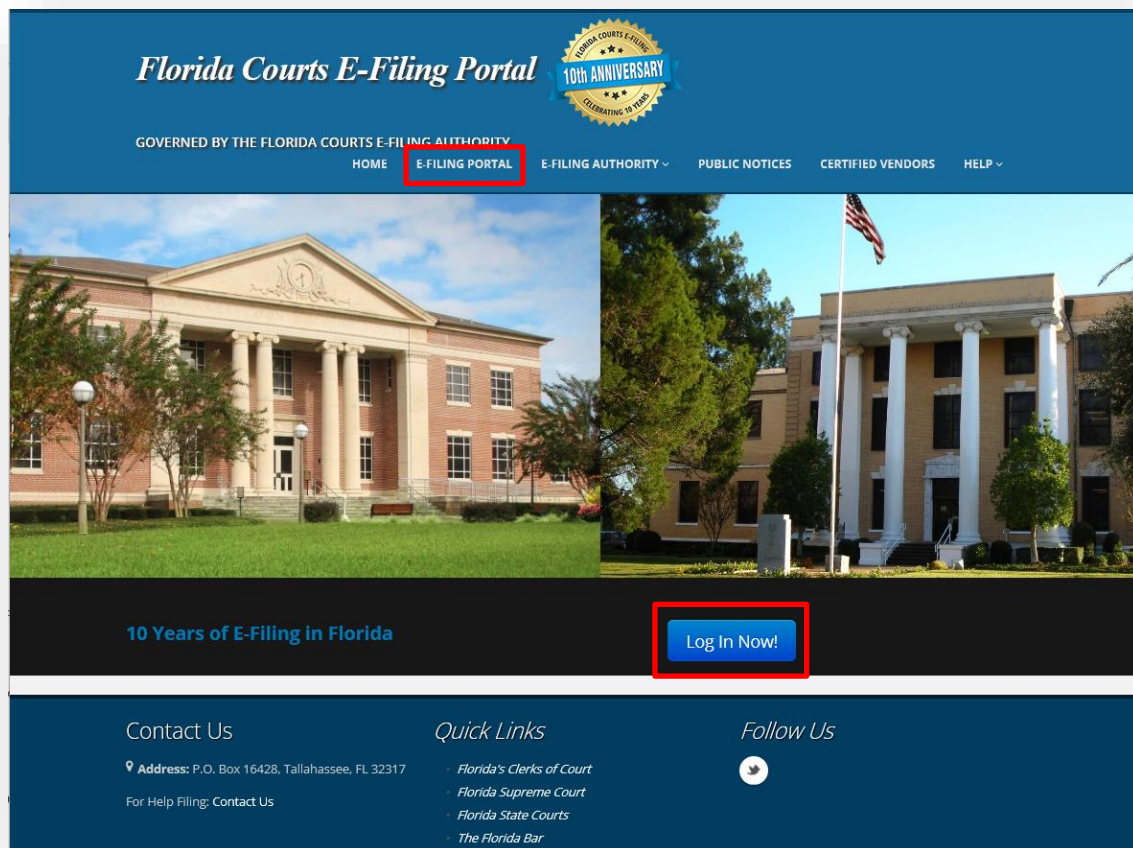 Florida Courts E-Filing Portal
FLORIDA COURTS E-FILING
10th ANNIVERSARY
CELEBRATING 10 YEARS
GOVERNED BY THE FLORIDA COURTS E-FILING AUTHORITY
HOME E-FILING PORTAL E-FILING AUTHORITY PUBLIC NOTICES CERTIFIED VENDORS HELP
10 Years of E-Filing in Florida
Log In Now!
Contact Us
Address: P.O. Box 16428, Tallahassee, FL 32317
For Help Filing: Contact Us
Quick Links
Florida's Clerks of Court
Florida Supreme Court
Florida State Courts
The Florida Bar
Follow Us